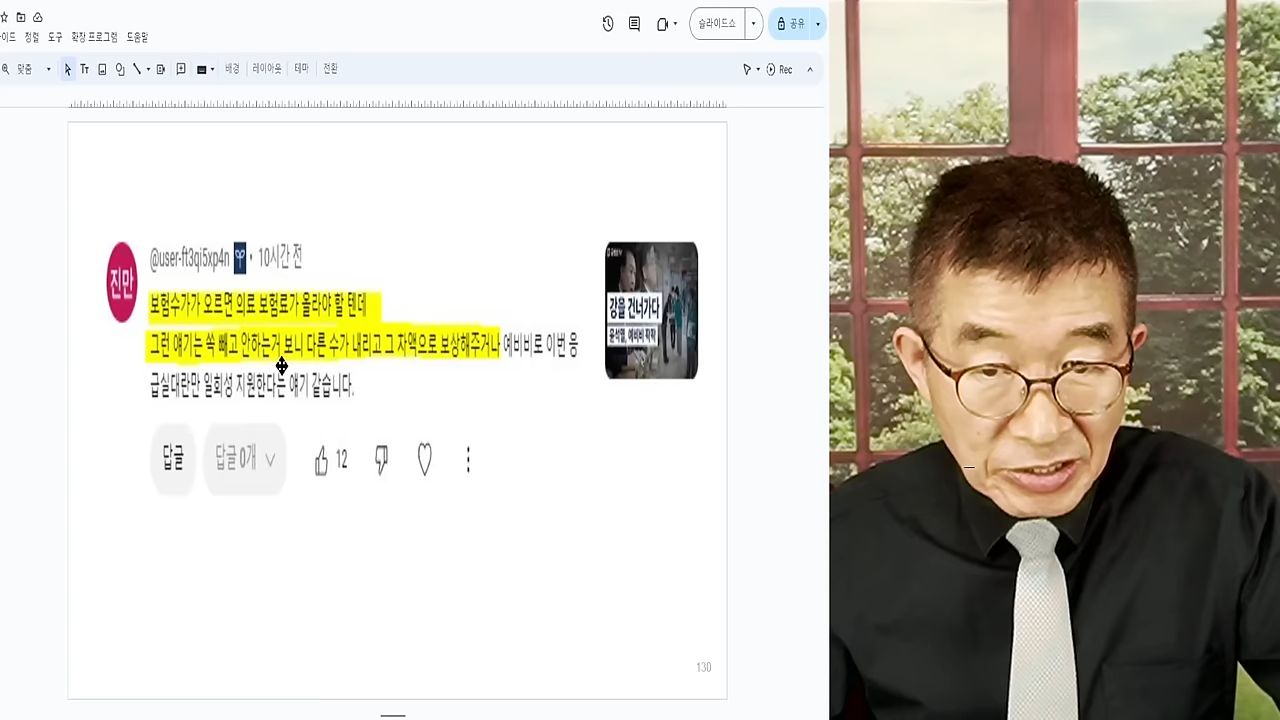 슬라이드쇼
공유
이드 정렬 도구 확장 프로그램 도움말
맞춤
배경
레이아웃
테마
전환
Rec
진만
@user-ft3qi5xp4n • 10시간 전
보험수가가 오르면 의료 보험료가 올라야 할 텐데
그런 얘기는 쏙 빼고 안하는거 보니 다른 수가 내리고 그 차액으로 보상해주거나 예비비로 이번 응
급실대란만 일회성 지원한다는 얘기 같습니다.
강을 건너가다
윤석열, 예비비 팍팍
답글
답글 0개
12
130